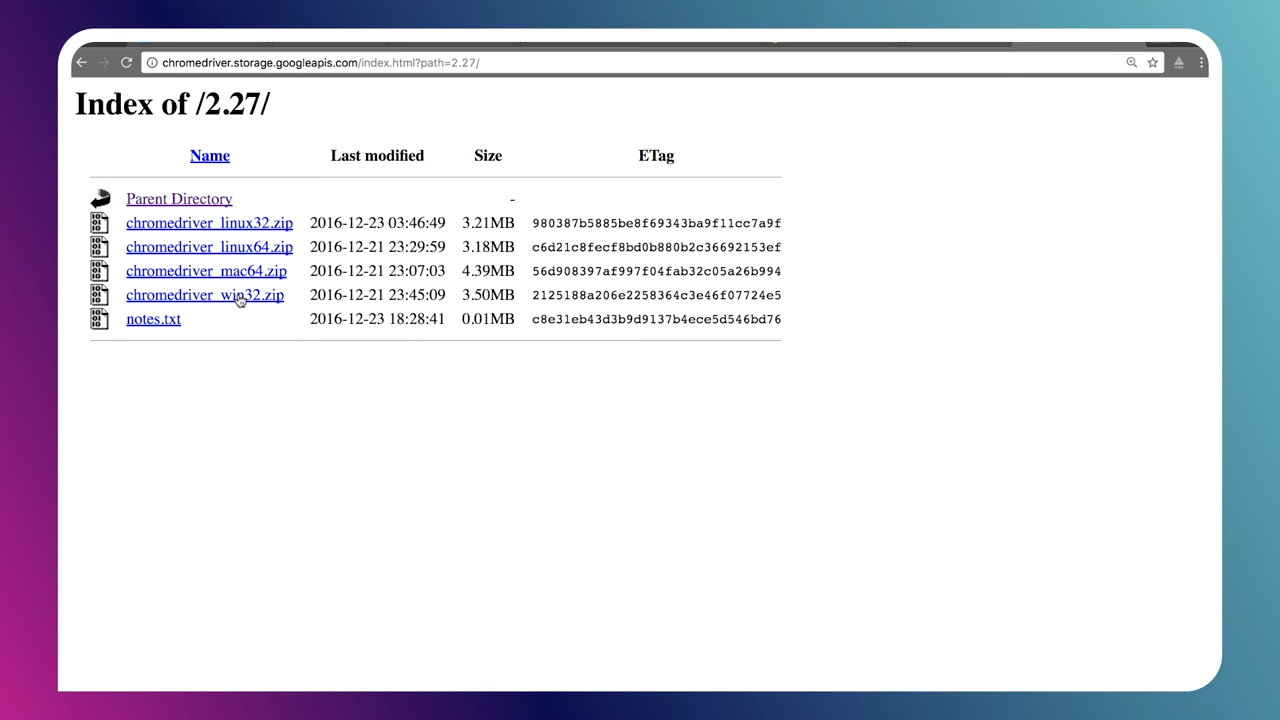 chromedriver.storage.googleapis.com/index.html?path=2.27/
Index of /2.27/
Name Last modified Size ETag
Parent Directory -
chromedriver_linux32.zip 2016-12-23 03:46:49 3.21MB 980387b5885be8f69343ba9f11cc7a9f
chromedriver_linux64.zip 2016-12-21 23:29:59 3.18MB c6d21c8fecf8bd0b880b2c36692153ef
chromedriver_mac64.zip 2016-12-21 23:07:03 4.39MB 56d908397af997f04fab32c05a26b994
chromedriver_win32.zip 2016-12-21 23:45:09 3.50MB 2125188a206e2258364c3e46f07724e5
notes.txt 2016-12-23 18:28:41 0.01MB c8e31eb43d3b9d9137b4ece5d546bd76